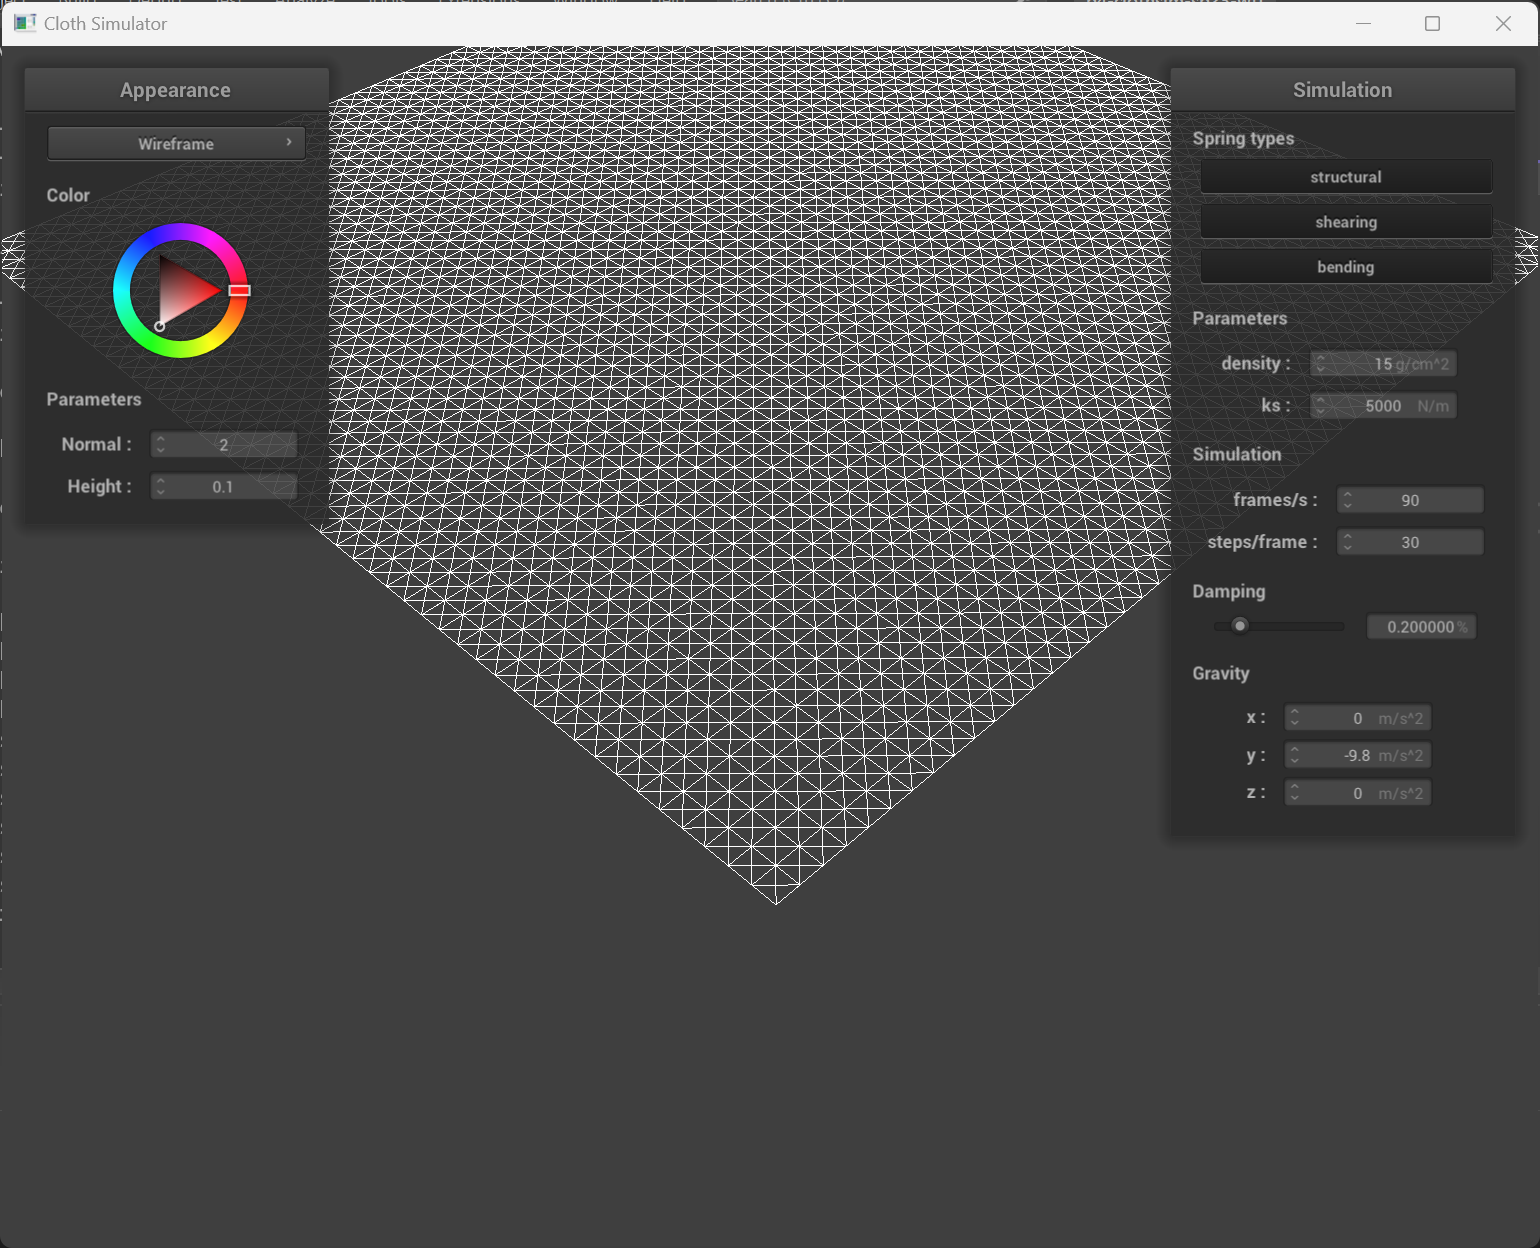 Cloth Simulator
Appearance
Wireframe
Color
Parameters
Normal : 2
Height : 0.1
Simulation
Spring types
structural
shearing
bending
Parameters
density : 15 g/cm^2
ks : 5000 N/m
Simulation
frames/s : 90
steps/frame : 30
Damping
0.200000 %
Gravity
x : 0 m/s^2
y : -9.8 m/s^2
z : 0 m/s^2